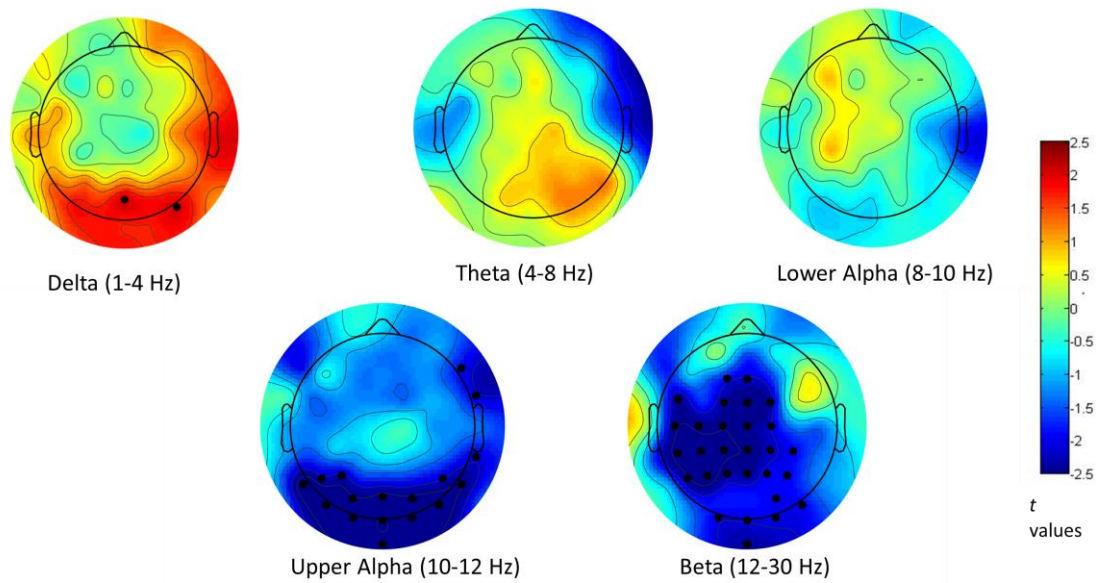 Delta (1-4 Hz)
Theta (4-8 Hz)
Lower Alpha (8-10 Hz)
2.5
2
1.5
1
0.5
0
-0.5
-1
-1.5
-2
-2.5
t
values
Upper Alpha (10-12 Hz)
Beta (12-30 Hz)